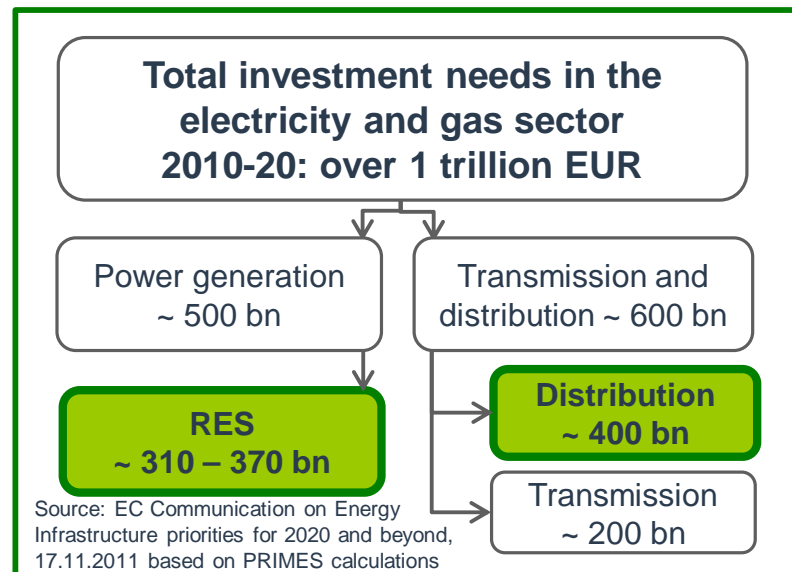 Total investment needs in the
electricity and gas sector
2010-20: over 1 trillion EUR
Power generation
~ 500 bn
Transmission and
distribution ~ 600 bn
RES
~ 310 – 370 bn
Distribution
~ 400 bn
Transmission
~ 200 bn
Source: EC Communication on Energy
Infrastructure priorities for 2020 and beyond,
17.11.2011 based on PRIMES calculations